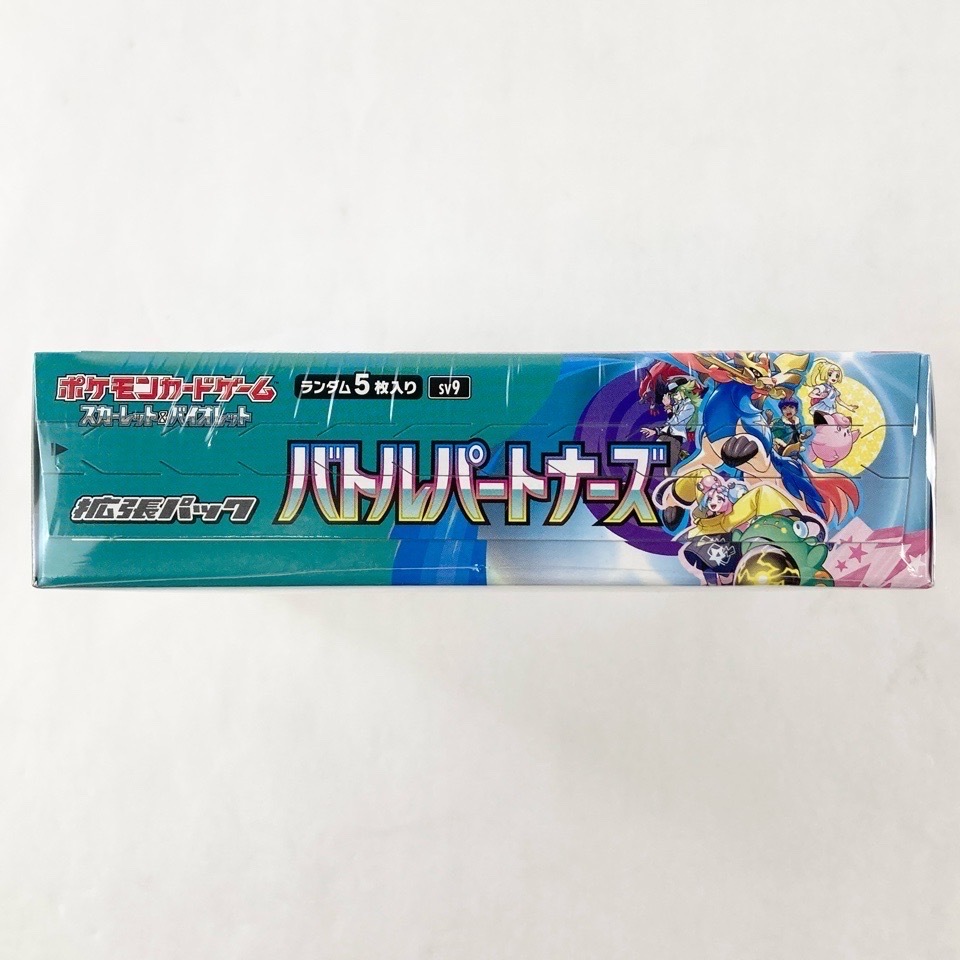 ポケモンカードゲーム
スカーレット&バイオレット
ランダム5枚入り
sv9
拡張パック
バトルパートナーズ